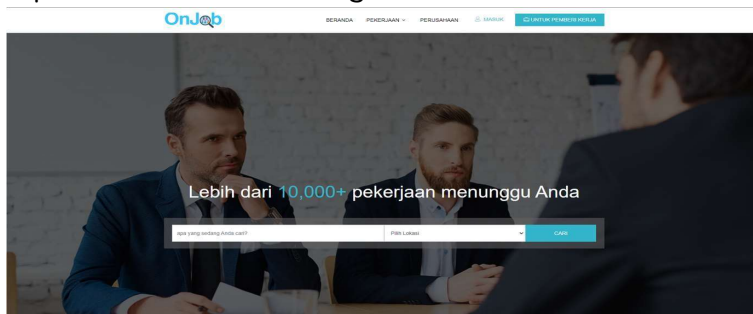 OnJob
BERANDA PEKERJAAN PERUSAHAAN MASUK UNTUK PEMBERI KERJA
Lebih dari 10,000+ pekerjaan menunggu Anda
apa yang sedang Anda cari? Pilih Lokasi CARI